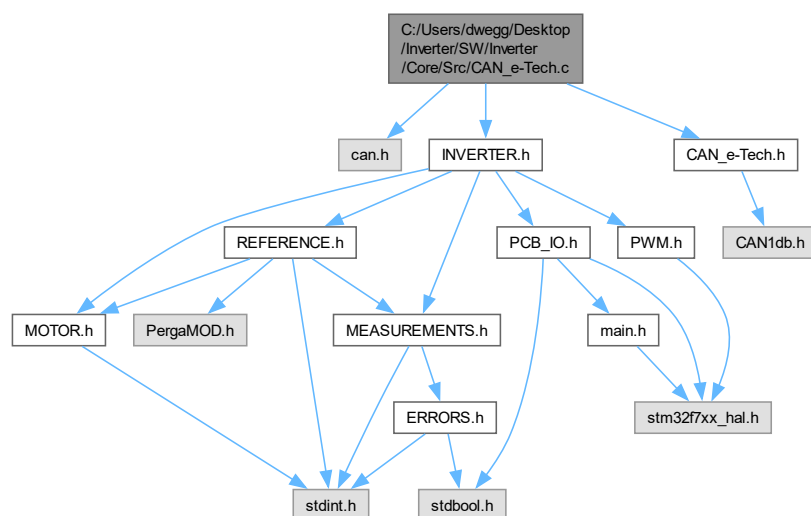 C:/Users/dwegg/Desktop
/Inverter/SW/Inverter
/Core/Src/CAN_e-Tech.c
can.h
INVERTER.h
CAN_e-Tech.h
REFERENCE.h
PCB_IO.h
PWM.h
CAN1db.h
MOTOR.h
PergaMOD.h
MEASUREMENTS.h
main.h
ERRORS.h
stm32f7xx_hal.h
stdint.h
stdbool.h